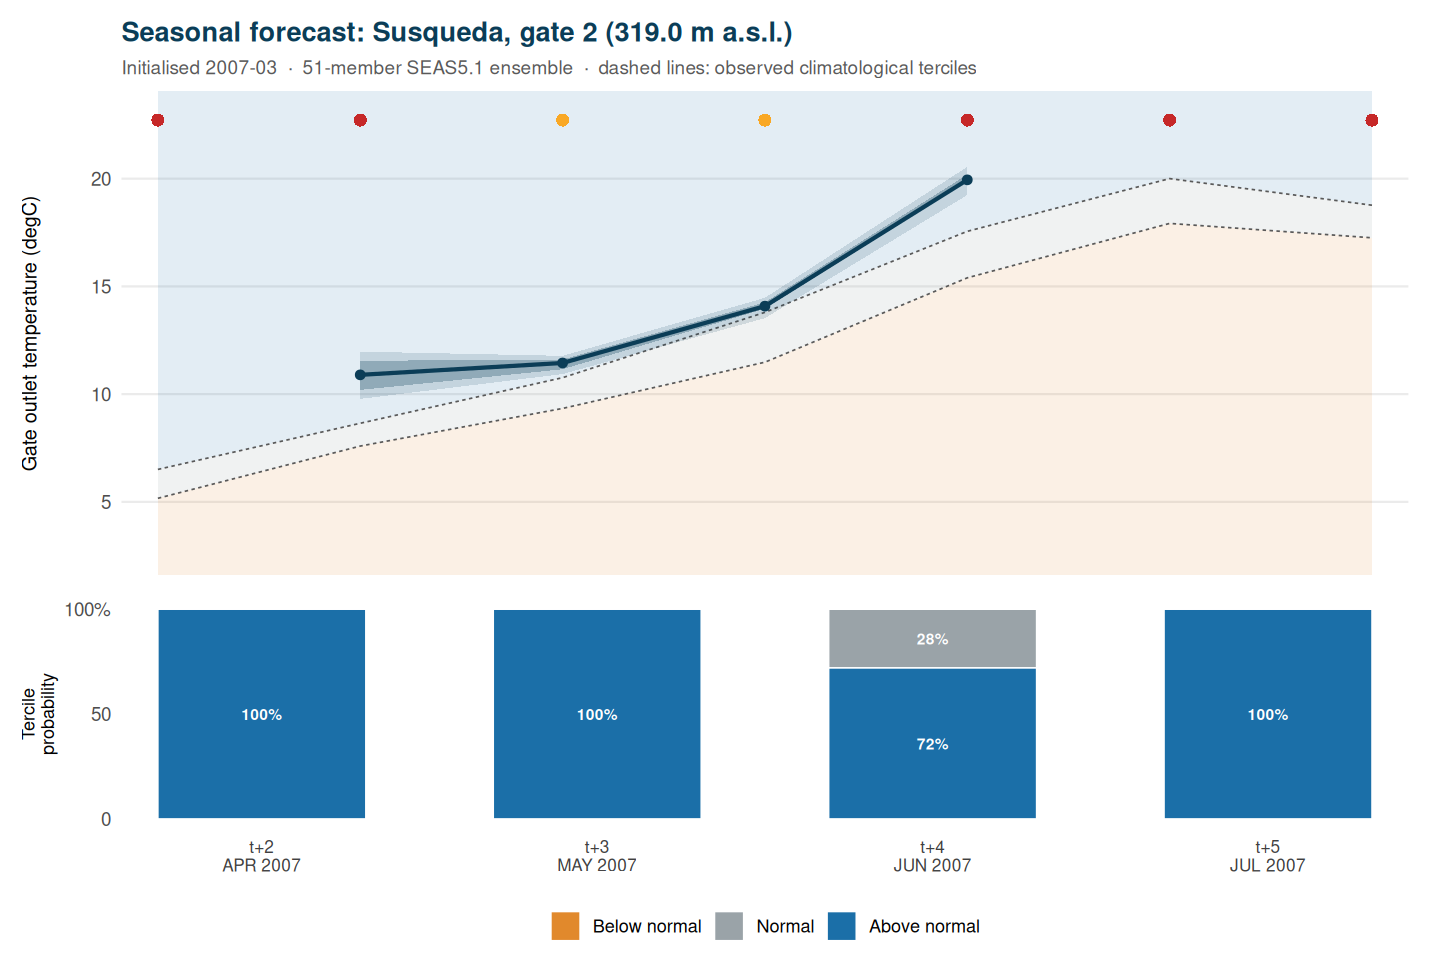 Seasonal forecast: Susqueda, gate 2 (319.0 m a.s.l.)
Initialised 2007-03 · 51-member SEAS5.1 ensemble · dashed lines: observed climatological terciles
Gate outlet temperature (degC)
20
15
10
5
Tercile
probability
100%
50
0
100%
100%
28%
72%
100%
t+2
APR 2007
t+3
MAY 2007
t+4
JUN 2007
t+5
JUL 2007
Below normal
Normal
Above normal